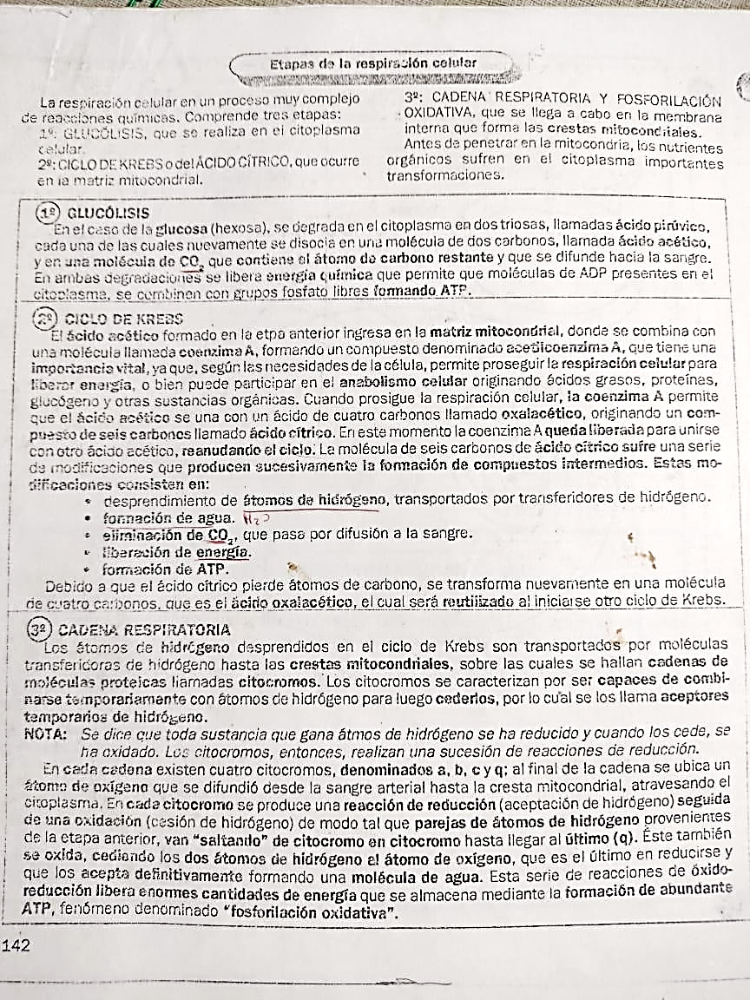 Etapas de la respiración celular
La respiración celular en un proceso muy complejo
de reacciones químicas. Comprende tres etapas:
1º: GLUCÓLISIS, que se realiza en el citoplasma
celular.
2º: CICLO DE KREBS o del ÁCIDO CÍTRICO, que ocurre
en la matriz mitocondrial.
3º: CADENA RESPIRATORIA Y FOSFORILACIÓN
OXIDATIVA, que se llega a cabo en la membrana
interna que forma las crestas mitocondriales.
Antes de penetrar en la mitocondria, los nutrientes
orgánicos sufren en el citoplasma importantes
transformaciones.
1º GLUCÓLISIS
En el caso de la glucosa (hexosa), se degrada en el citoplasma en dos triosas, llamadas ácido pirúvico,
cada una de las cuales nuevamente se disocia en una molécula de dos carbonos, llamada ácido acético,
y en una molécula de CO₂ que contiene el átomo de carbono restante y que se difunde hacia la sangre.
En ambas degradaciones se libera energía química que permite que moléculas de ADP presentes en el
citoplasma, se combinen con grupos fosfato libres formando ATP.
2º CICLO DE KREBS
El ácido acético formado en la etpa anterior ingresa en la matriz mitocondrial, donde se combina con
una molécula llamada coenzima A, formando un compuesto denominado acetilcoenzima A, que tiene una
importancia vital, ya que, según las necesidades de la célula, permite proseguir la respiración celular para
liberar energía, o bien puede participar en el anabolismo celular originando ácidos grasos, proteínas,
glucógeno y otras sustancias orgánicas. Cuando prosigue la respiración celular, la coenzima A permite
que el ácido acético se una con un ácido de cuatro carbonos llamado oxalacético, originando un com-
puesto de seis carbonos llamado ácido cítrico. En este momento la coenzima A queda liberada para unirse
con otro ácido acético, reanudando el ciclo. La molécula de seis carbonos de ácido cítrico sufre una serie
de modificaciones que producen sucesivamente la formación de compuestos intermedios. Estas mo-
dificaciones consisten en:
• desprendimiento de átomos de hidrógeno, transportados por transferidores de hidrógeno.
• formación de agua. H₂O
• eliminación de CO₂, que pasa por difusión a la sangre.
• liberación de energía.
• formación de ATP.
Debido a que el ácido cítrico pierde átomos de carbono, se transforma nuevamente en una molécula
de cuatro carbonos, que es el ácido oxalacético, el cual será reutilizado al iniciarse otro ciclo de Krebs.
3º CADENA RESPIRATORIA
Los átomos de hidrógeno desprendidos en el ciclo de Krebs son transportados por moléculas
transferidoras de hidrógeno hasta las crestas mitocondriales, sobre las cuales se hallan cadenas de
moléculas proteicas llamadas citocromos. Los citocromos se caracterizan por ser capaces de combi-
narse temporariamente con átomos de hidrógeno para luego cederlos, por lo cual se los llama aceptores
temporarios de hidrógeno.
NOTA: Se dice que toda sustancia que gana átmos de hidrógeno se ha reducido y cuando los cede, se
ha oxidado. Los citocromos, entonces, realizan una sucesión de reacciones de reducción.
En cada cadena existen cuatro citocromos, denominados a, b, c y q; al final de la cadena se ubica un
átomo de oxígeno que se difundió desde la sangre arterial hasta la cresta mitocondrial, atravesando el
citoplasma. En cada citocromo se produce una reacción de reducción (aceptación de hidrógeno) seguida
de una oxidación (cesión de hidrógeno) de modo tal que parejas de átomos de hidrógeno provenientes
de la etapa anterior, van "saltando" de citocromo en citocromo hasta llegar al último (q). Éste también
se oxida, cediendo los dos átomos de hidrógeno al átomo de oxígeno, que es el último en reducirse y
que los acepta definitivamente formando una molécula de agua. Esta serie de reacciones de óxido-
reducción libera enormes cantidades de energía que se almacena mediante la formación de abundante
ATP, fenómeno denominado "fosforilación oxidativa".
142